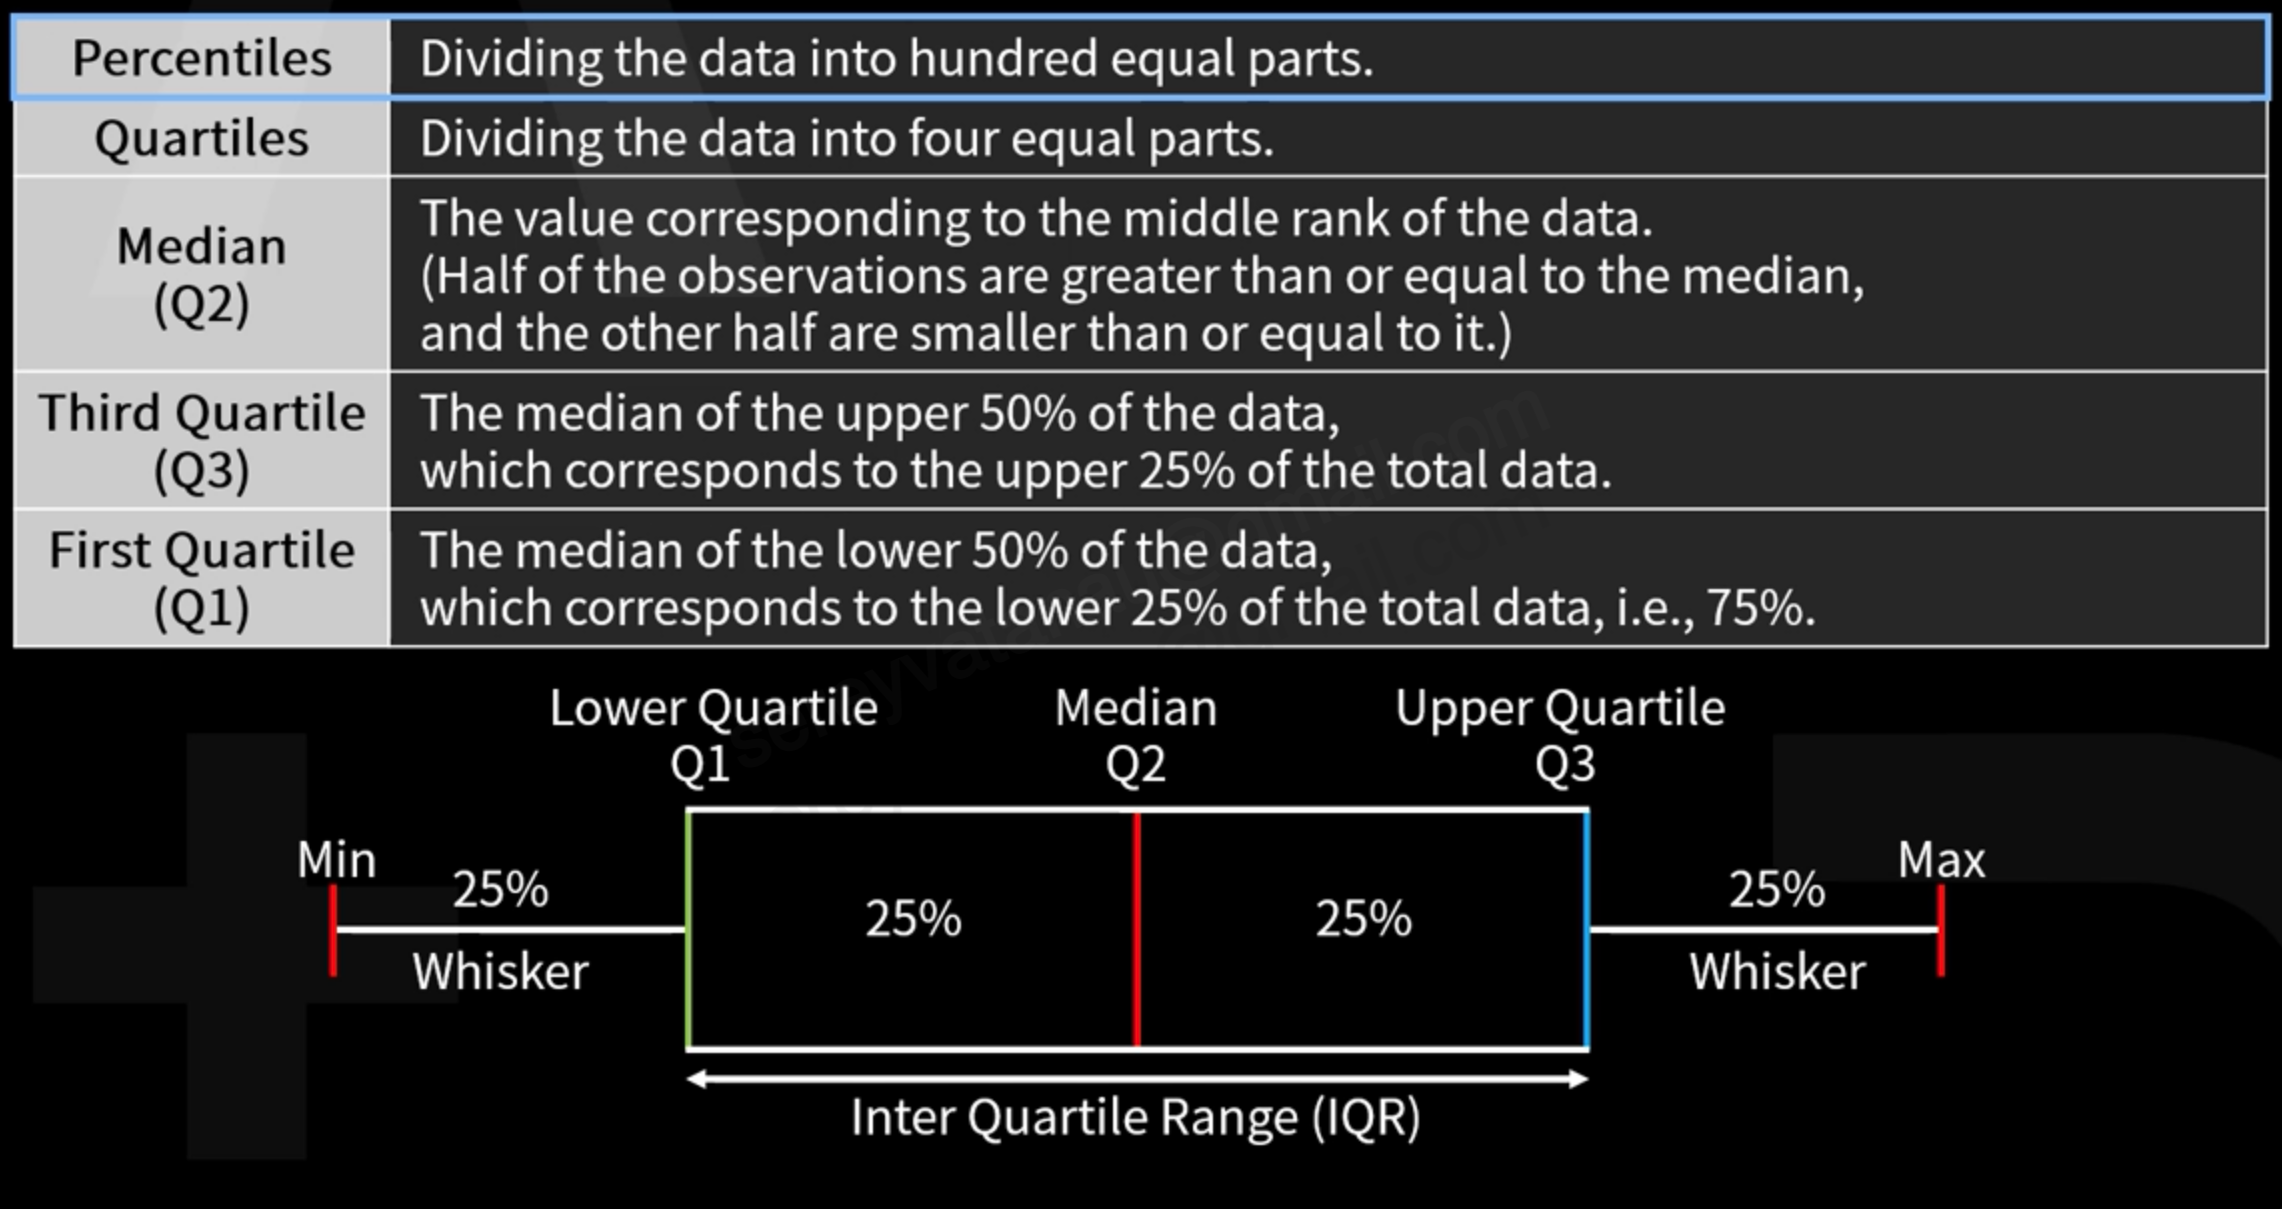 Percentiles
Dividing the data into hundred equal parts.
Quartiles
Dividing the data into four equal parts.
Median
(Q2)
The value corresponding to the middle rank of the data.
(Half of the observations are greater than or equal to the median,
and the other half are smaller than or equal to it.)
Third Quartile
(Q3)
The median of the upper 50% of the data,
which corresponds to the upper 25% of the total data.
First Quartile
(Q1)
The median of the lower 50% of the data,
which corresponds to the lower 25% of the total data, i.e., 75%.
Lower Quartile
Q1
Median
Q2
Upper Quartile
Q3
Min
25%
Whisker
25%
25%
25%
Whisker
Max
Inter Quartile Range (IQR)